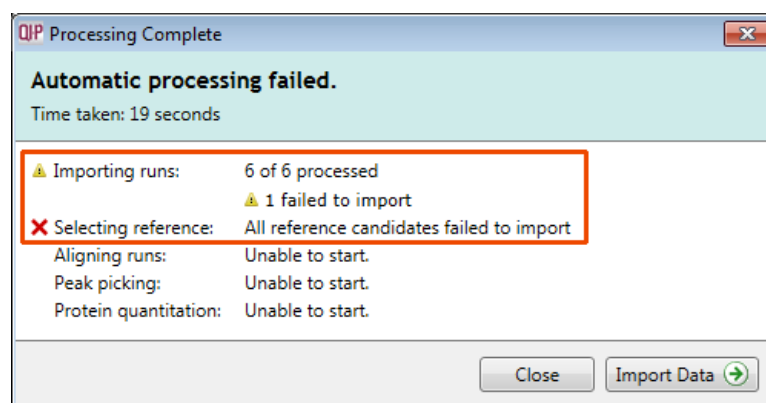 QIP Processing Complete
Automatic processing failed.
Time taken: 19 seconds
Importing runs: 6 of 6 processed
1 failed to import
Selecting reference: All reference candidates failed to import
Aligning runs: Unable to start.
Peak picking: Unable to start.
Protein quantitation: Unable to start.
Close Import Data